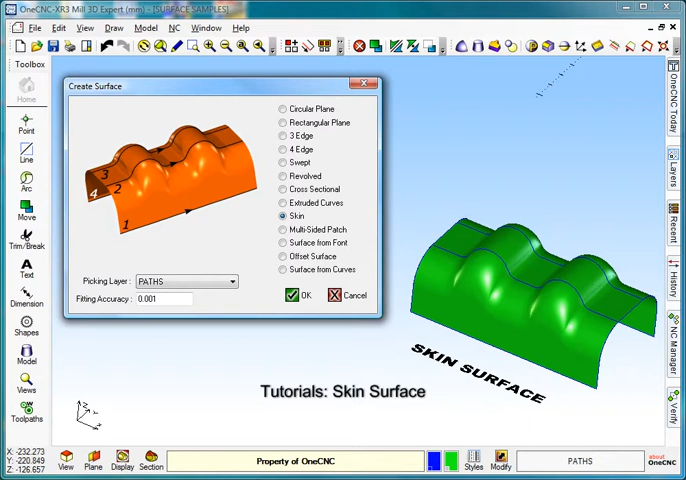 OneCNC-XR3 Mill 3D Expert (mm) - [SURFACE SAMPLES]
File Edit View Draw Model NC Window Help
Toolbox
Home
Point
Line
Arc
Move
Trim/Break
Text
Dimension
Shapes
Model
Views
Toolpaths
Create Surface
3
4
2
1
Circular Plane
Rectangular Plane
3 Edge
4 Edge
Swept
Revolved
Cross Sectional
Extruded Curves
Skin
Multi-Sided Patch
Surface from Font
Offset Surface
Surface from Curves
Picking Layer: PATHS
Fitting Accuracy: 0.001
OK Cancel
SKIN SURFACE
Tutorials: Skin Surface
OneCNC Today
Layers
Recent
History
NC Manager
Verify
X: -232.273
Y: -220.849
Z: -126.657
View Plane Display Section
Property of OneCNC
Styles Modify
PATHS
about
OneCNC